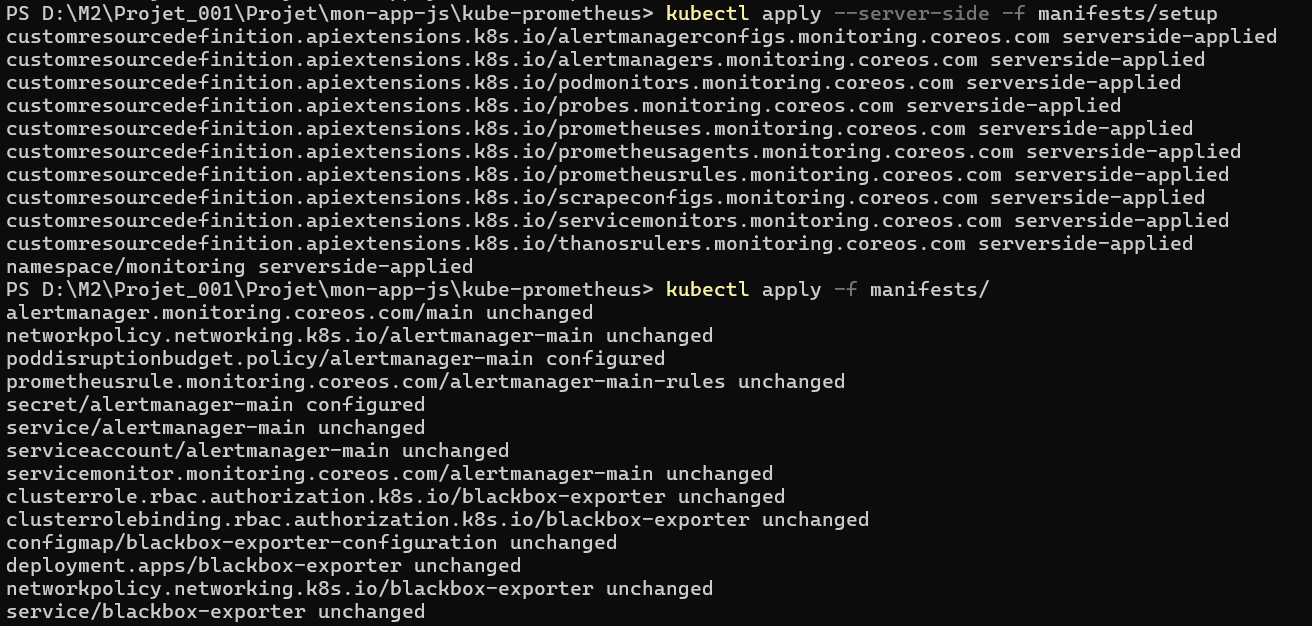 PS D:\M2\Projet_001\Projet\mon-app-js\kube-prometheus> kubectl apply --server-side -f manifests/setup
customresourcedefinition.apiextensions.k8s.io/alertmanagerconfigs.monitoring.coreos.com serverside-applied
customresourcedefinition.apiextensions.k8s.io/alertmanagers.monitoring.coreos.com serverside-applied
customresourcedefinition.apiextensions.k8s.io/podmonitors.monitoring.coreos.com serverside-applied
customresourcedefinition.apiextensions.k8s.io/probes.monitoring.coreos.com serverside-applied
customresourcedefinition.apiextensions.k8s.io/prometheuses.monitoring.coreos.com serverside-applied
customresourcedefinition.apiextensions.k8s.io/prometheusagents.monitoring.coreos.com serverside-applied
customresourcedefinition.apiextensions.k8s.io/prometheusrules.monitoring.coreos.com serverside-applied
customresourcedefinition.apiextensions.k8s.io/scrapeconfigs.monitoring.coreos.com serverside-applied
customresourcedefinition.apiextensions.k8s.io/servicemonitors.monitoring.coreos.com serverside-applied
customresourcedefinition.apiextensions.k8s.io/thanosrulers.monitoring.coreos.com serverside-applied
namespace/monitoring serverside-applied
PS D:\M2\Projet_001\Projet\mon-app-js\kube-prometheus> kubectl apply -f manifests/
alertmanager.monitoring.coreos.com/main unchanged
networkpolicy.networking.k8s.io/alertmanager-main unchanged
poddisruptionbudget.policy/alertmanager-main configured
prometheusrule.monitoring.coreos.com/alertmanager-main-rules unchanged
secret/alertmanager-main configured
service/alertmanager-main unchanged
serviceaccount/alertmanager-main unchanged
servicemonitor.monitoring.coreos.com/alertmanager-main unchanged
clusterrole.rbac.authorization.k8s.io/blackbox-exporter unchanged
clusterrolebinding.rbac.authorization.k8s.io/blackbox-exporter unchanged
configmap/blackbox-exporter-configuration unchanged
deployment.apps/blackbox-exporter unchanged
networkpolicy.networking.k8s.io/blackbox-exporter unchanged
service/blackbox-exporter unchanged